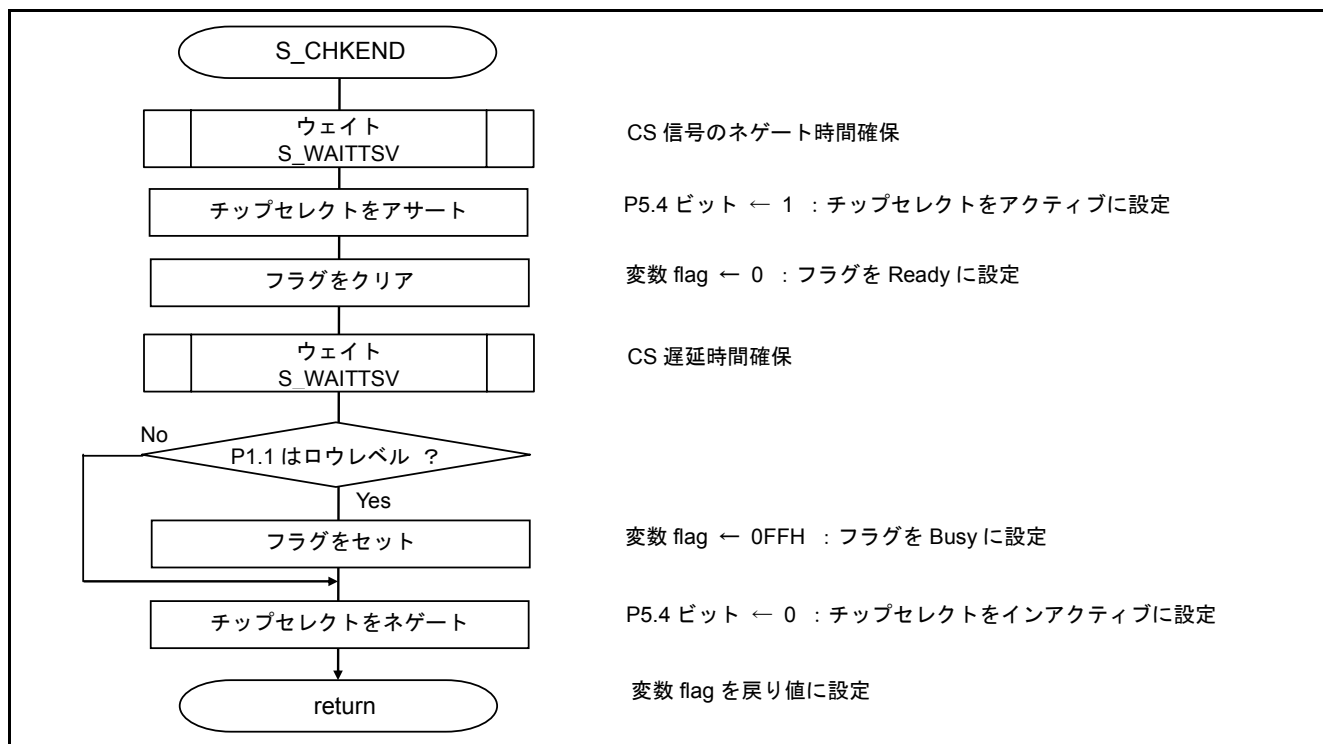 S_CHKEND
ウェイト
S_WAITTSV
CS 信号のネゲート時間確保
チップセレクトをアサート
P5.4 ビット ← 1 ：チップセレクトをアクティブに設定
フラグをクリア
変数 flag ← 0 ：フラグを Ready に設定
ウェイト
S_WAITTSV
CS 遅延時間確保
No
P1.1 はロウレベル ？
Yes
フラグをセット
変数 flag ← 0FFH ：フラグを Busy に設定
チップセレクトをネゲート
P5.4 ビット ← 0 ：チップセレクトをインアクティブに設定
return
変数 flag を戻り値に設定